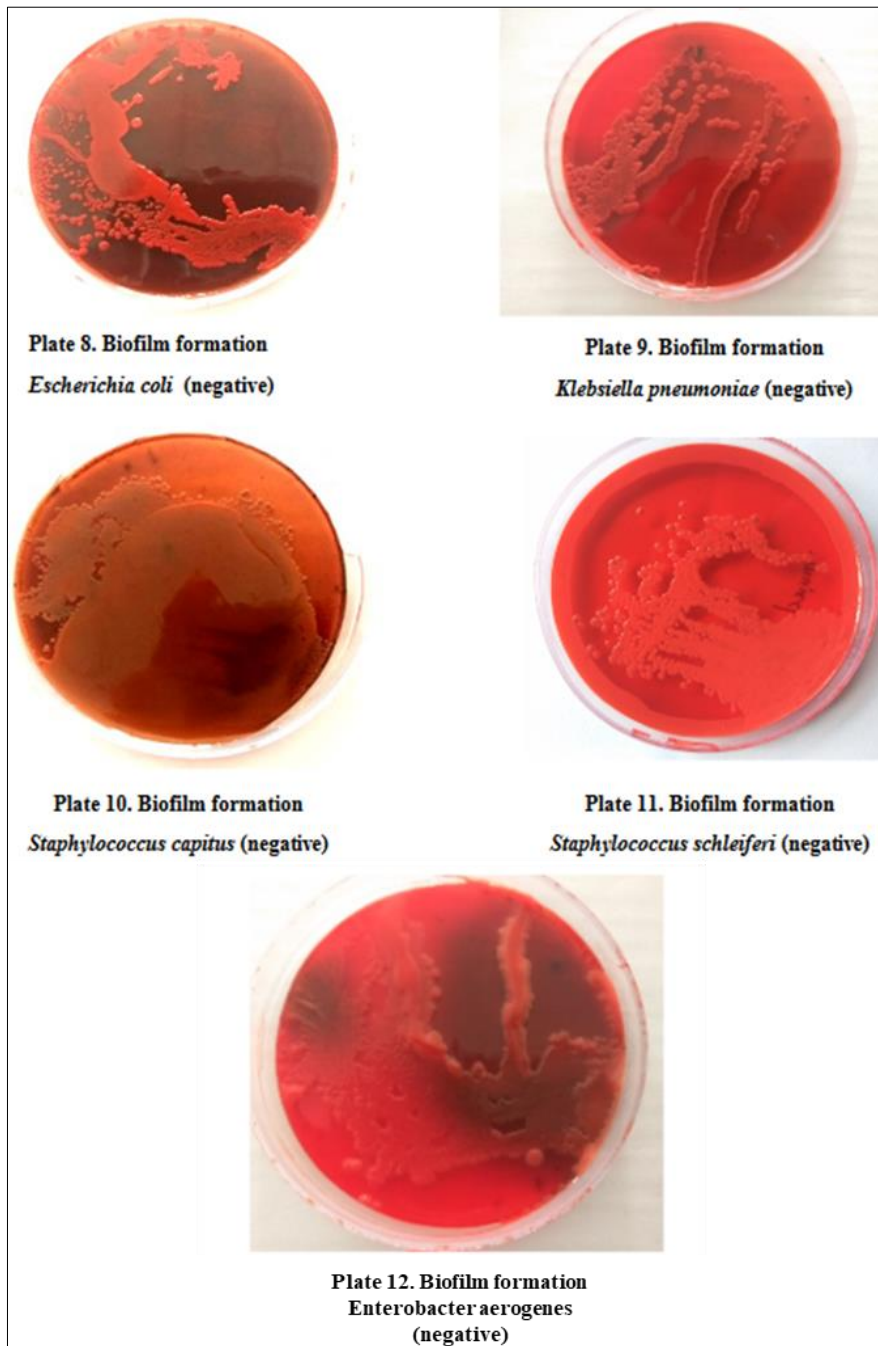 Plate 8. Biofilm formation
Escherichia coli (negative)
Plate 9. Biofilm formation
Klebsiella pneumoniae (negative)
Plate 10. Biofilm formation
Staphylococcus capitus (negative)
Plate 11. Biofilm formation
Staphylococcus schleiferi (negative)
Plate 12. Biofilm formation
Enterobacter aerogenes
(negative)